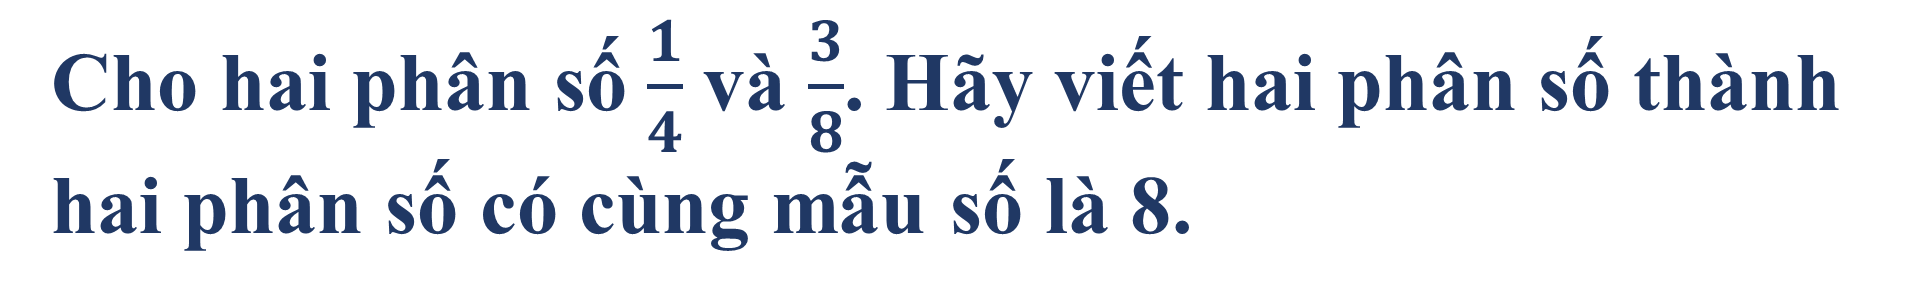 Cho hai phân số 1/4 và 3/8. Hãy viết hai phân số thành
hai phân số có cùng mẫu số là 8.